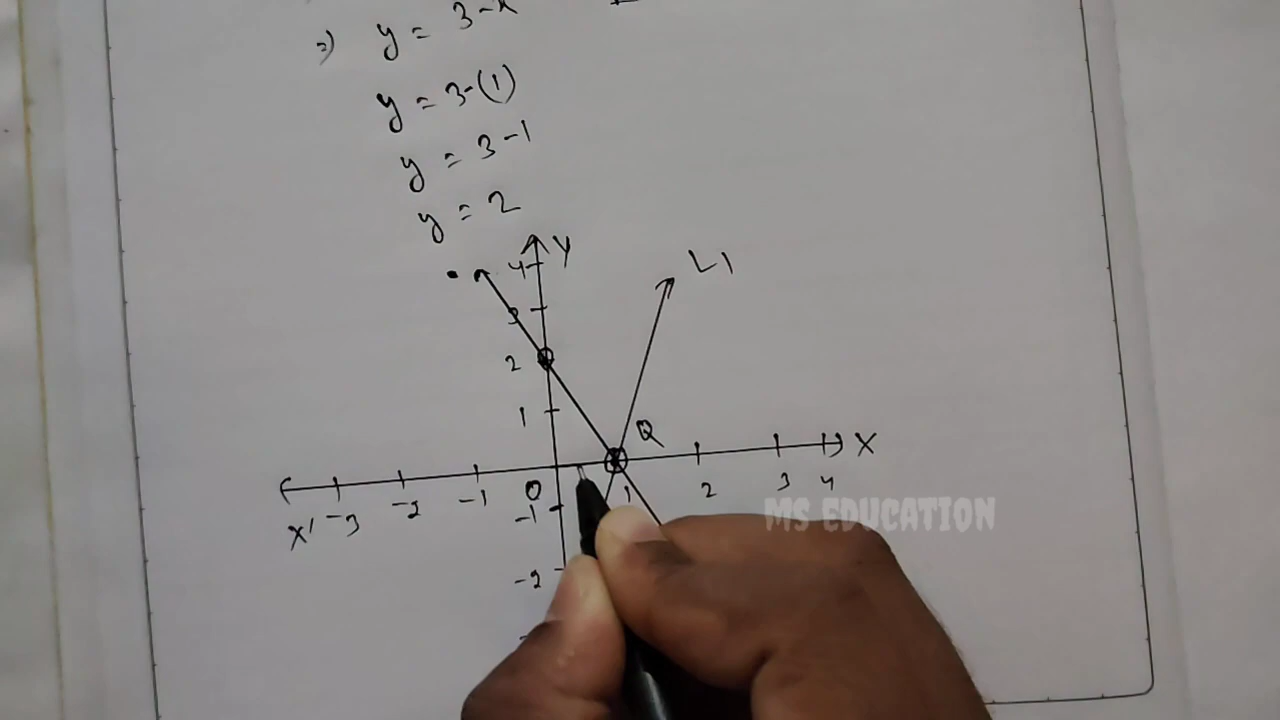 =) y = 3-x
y = 3-(1)
y = 3-1
y = 2
Y
4
L1
3
2
1
Q
X
X' -3 -2 -1 0 1 2 3 4
-1
-2
MS EDUCATION